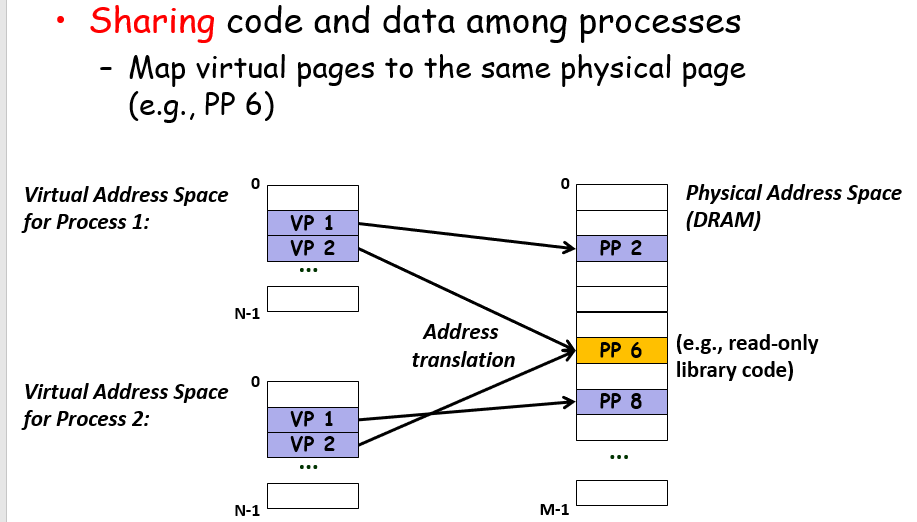 • Sharing code and data among processes
– Map virtual pages to the same physical page
(e.g., PP 6)
Virtual Address Space
for Process 1:
0
VP 1
VP 2
...
N-1
0
Physical Address Space
(DRAM)
PP 2
Address
translation
PP 6
(e.g., read-only
library code)
PP 8
...
M-1
Virtual Address Space
for Process 2:
0
VP 1
VP 2
...
N-1